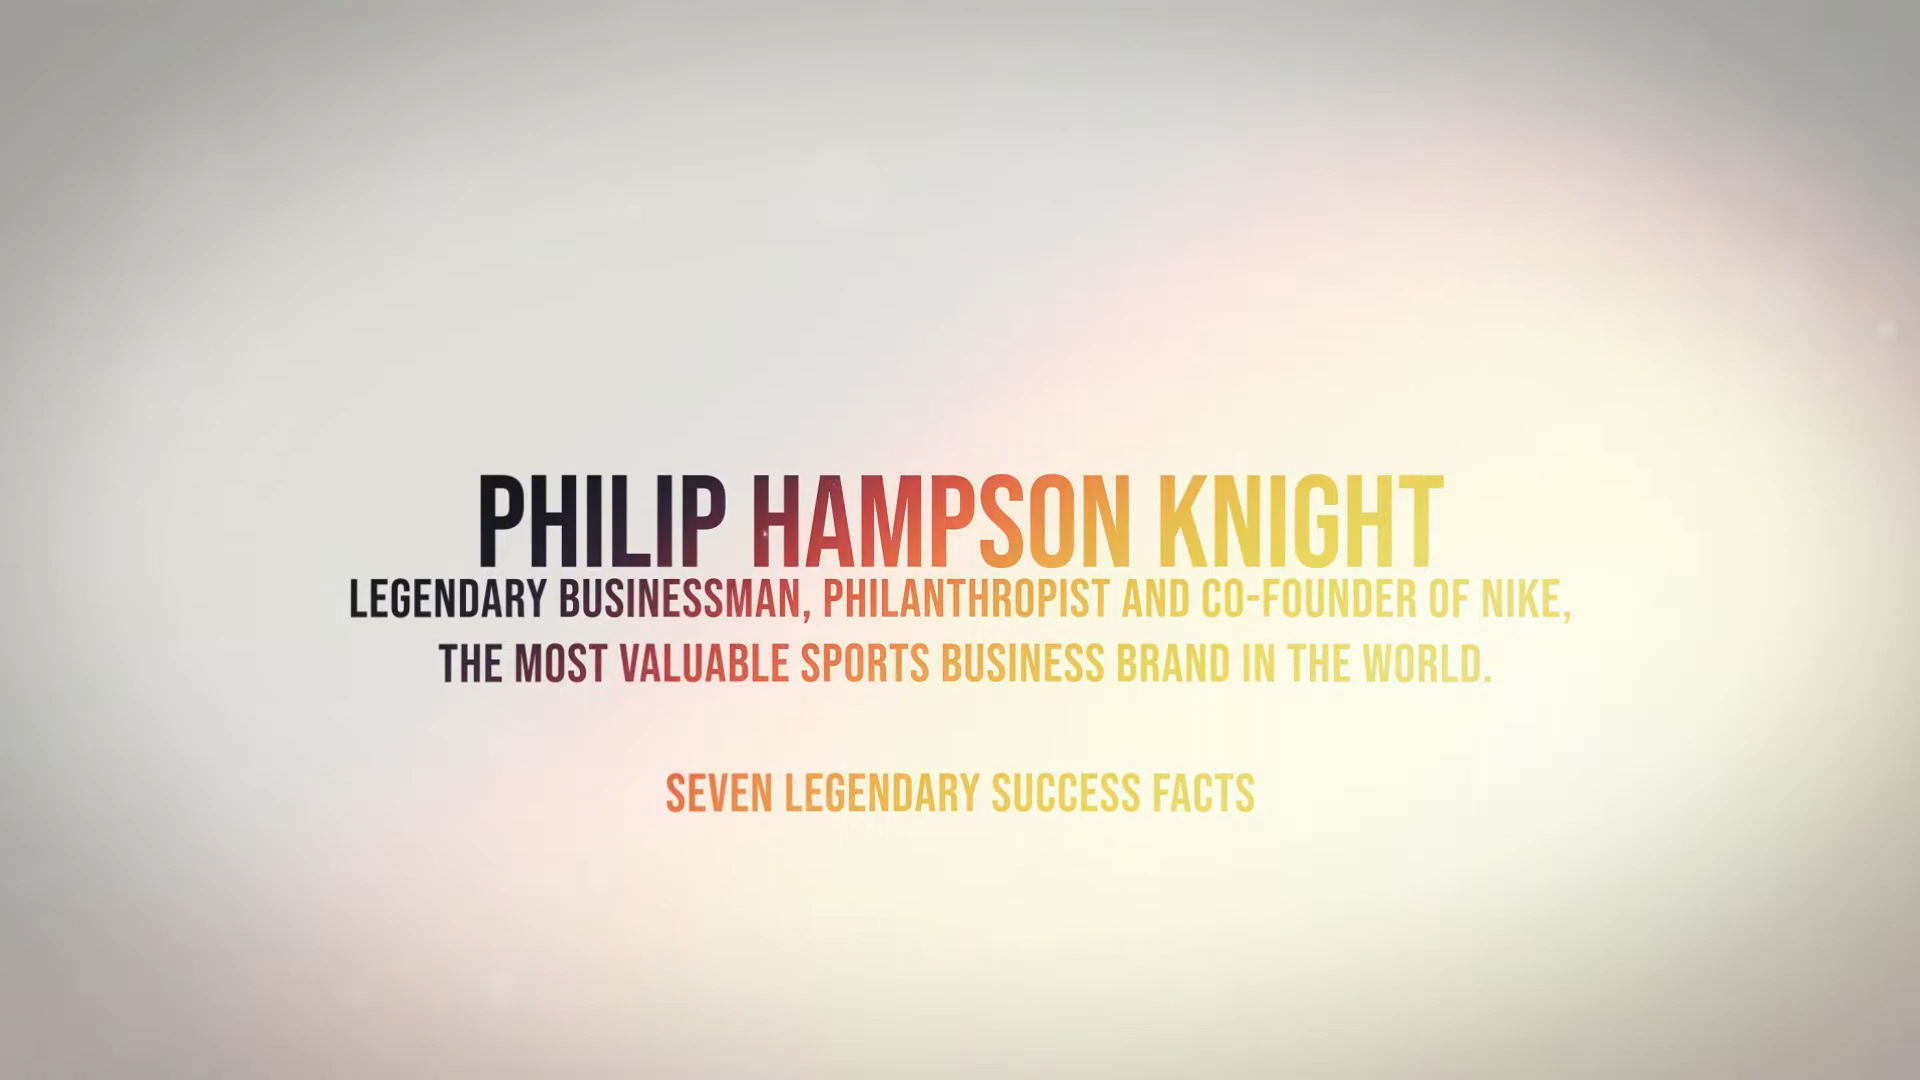 PHILIP HAMPSON KNIGHT
LEGENDARY BUSINESSMAN, PHILANTHROPIST AND CO-FOUNDER OF NIKE,
THE MOST VALUABLE SPORTS BUSINESS BRAND IN THE WORLD.
SEVEN LEGENDARY SUCCESS FACTS